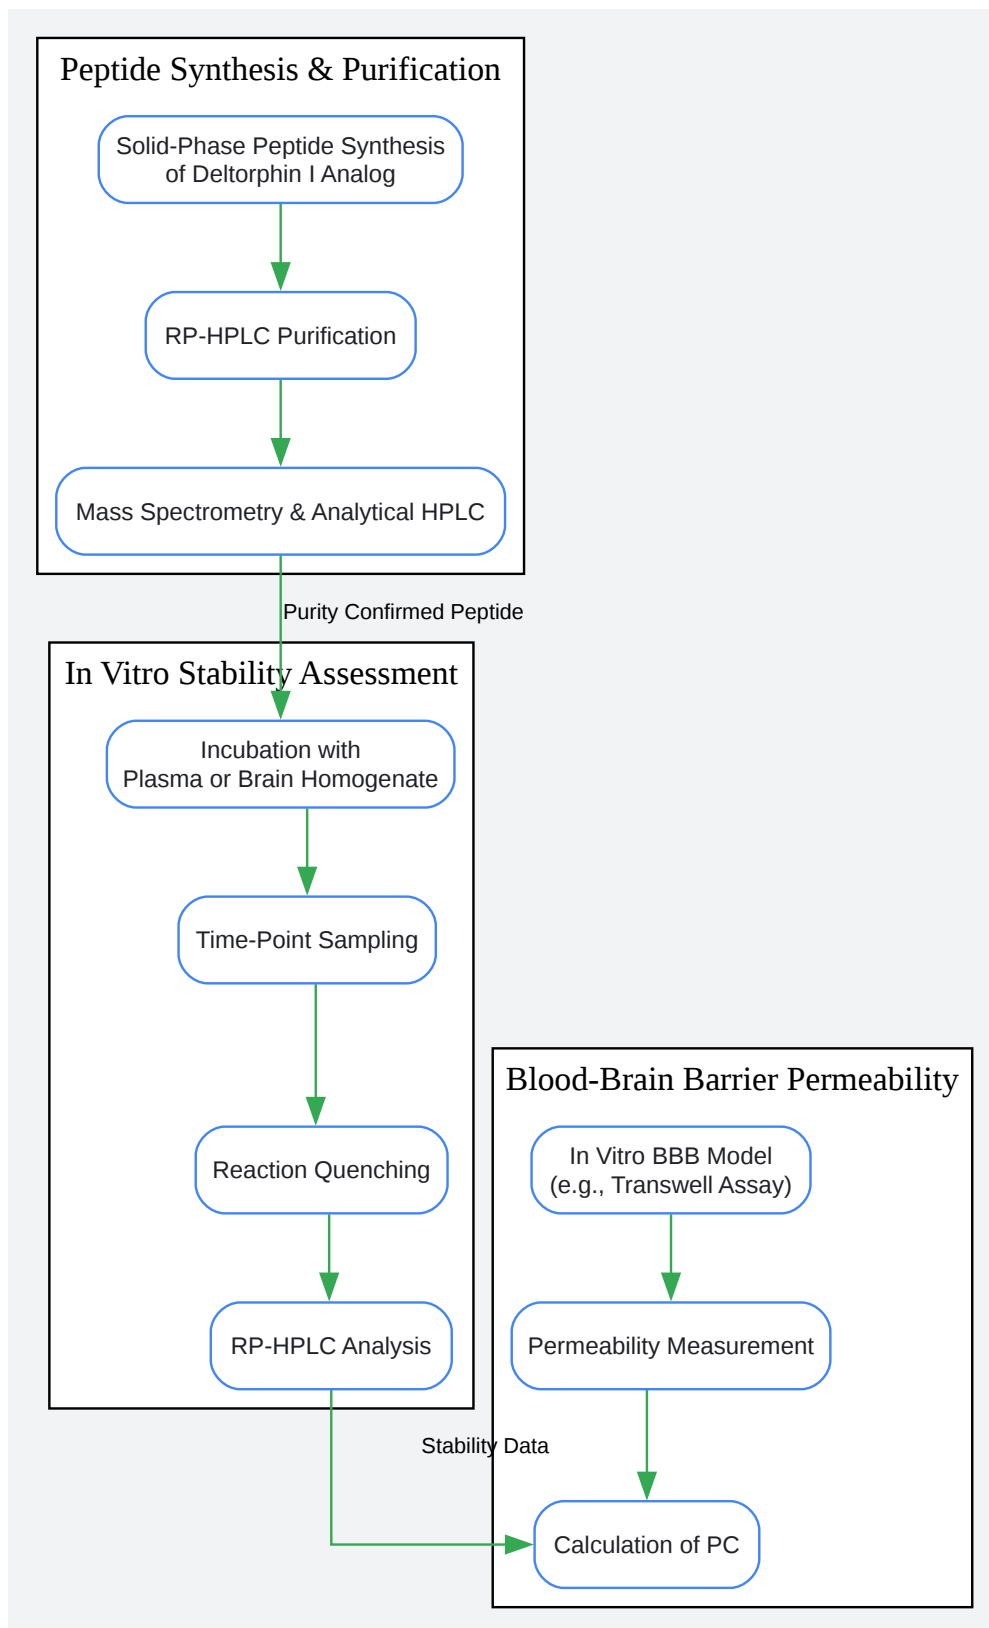 Peptide Synthesis & Purification
Solid-Phase Peptide Synthesis
of Deltorphin I Analog
RP-HPLC Purification
Mass Spectrometry & Analytical HPLC
Purity Confirmed Peptide
In Vitro Stability Assessment
Incubation with
Plasma or Brain Homogenate
Time-Point Sampling
Reaction Quenching
RP-HPLC Analysis
Stability Data
Blood-Brain Barrier Permeability
In Vitro BBB Model
(e.g., Transwell Assay)
Permeability Measurement
Calculation of PC